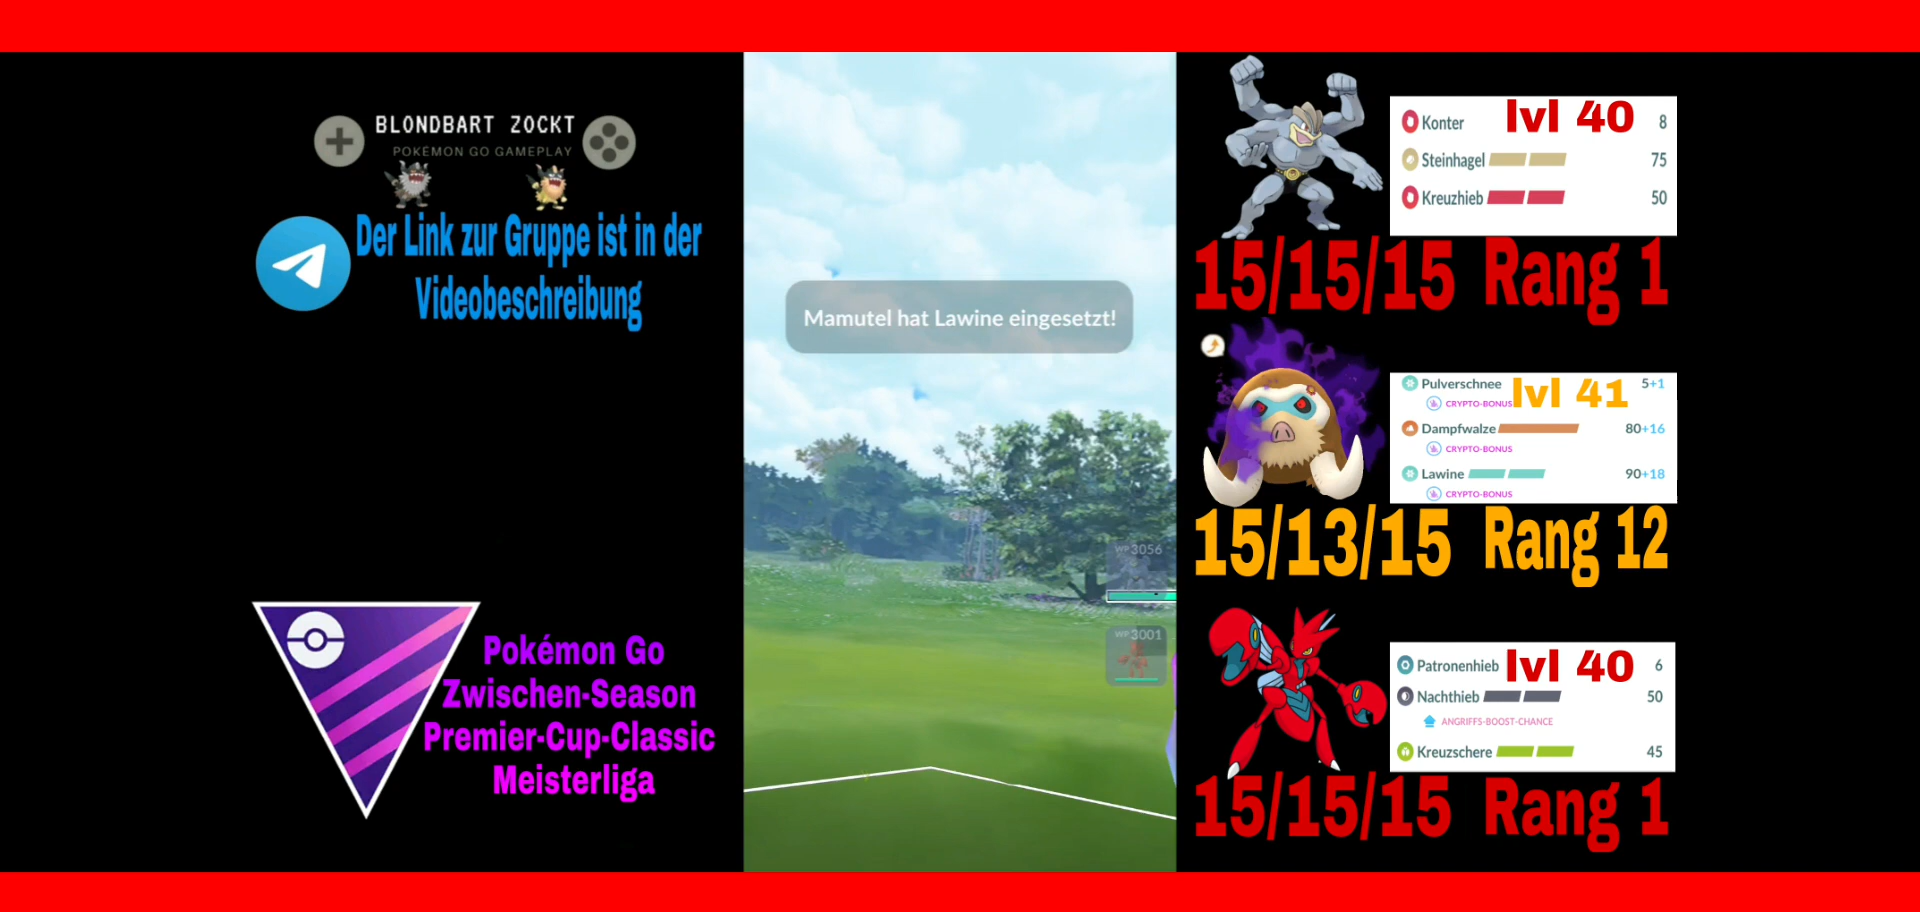 BLONDBART ZOCKT
POKEMON GO GAMEPLAY
Der Link zur Gruppe ist in der
Videobeschreibung
Pokémon Go
Zwischen-Season
Premier-Cup-Classic
Meisterliga
Mamutel hat Lawine eingesetzt!
WP3056
WP3001
lvl 40
Konter 8
Steinhagel 75
Kreuzhieb 50
15/15/15 Rang 1
Pulverschnee lvl 41 5+1
CRYPTO-BONUS
Dampfwalze 80+16
CRYPTO-BONUS
Lawine 90+18
CRYPTO-BONUS
15/13/15 Rang 12
Patronenhieb lvl 40 6
Nachthieb 50
ANGRIFFS-BOOST-CHANCE
Kreuzschere 45
15/15/15 Rang 1